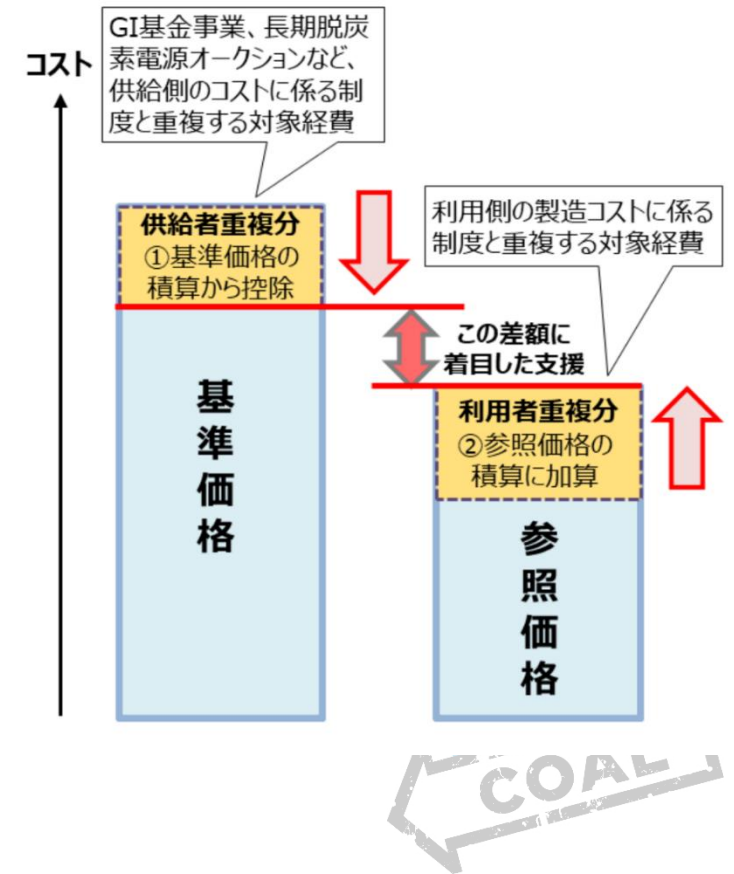 GI基金事業、長期脱炭
素電源オークションなど、
供給側のコストに係る制
度と重複する対象経費
コスト
供給者重複分
①基準価格の
積算から控除
利用側の製造コストに係る
制度と重複する対象経費
この差額に
着目した支援
利用者重複分
②参照価格の
積算に加算
基準価格
参照価格
COAL